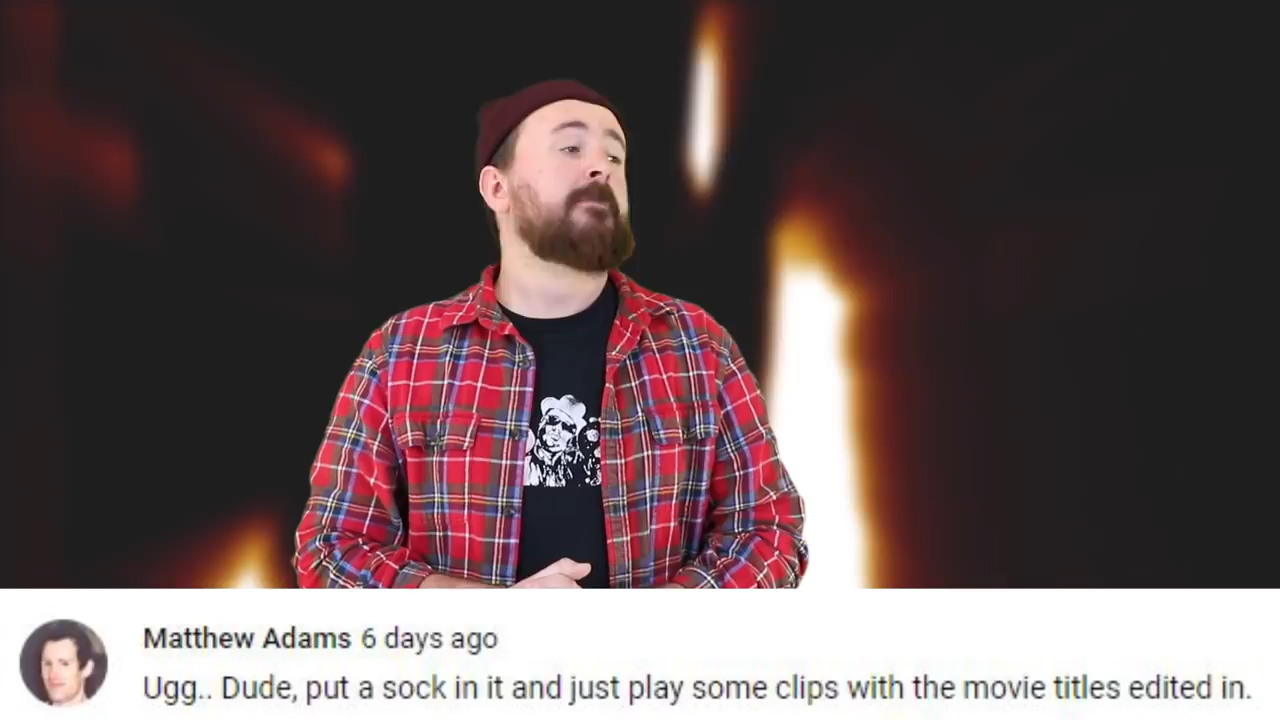 Matthew Adams 6 days ago
Ugg.. Dude, put a sock in it and just play some clips with the movie titles edited in.